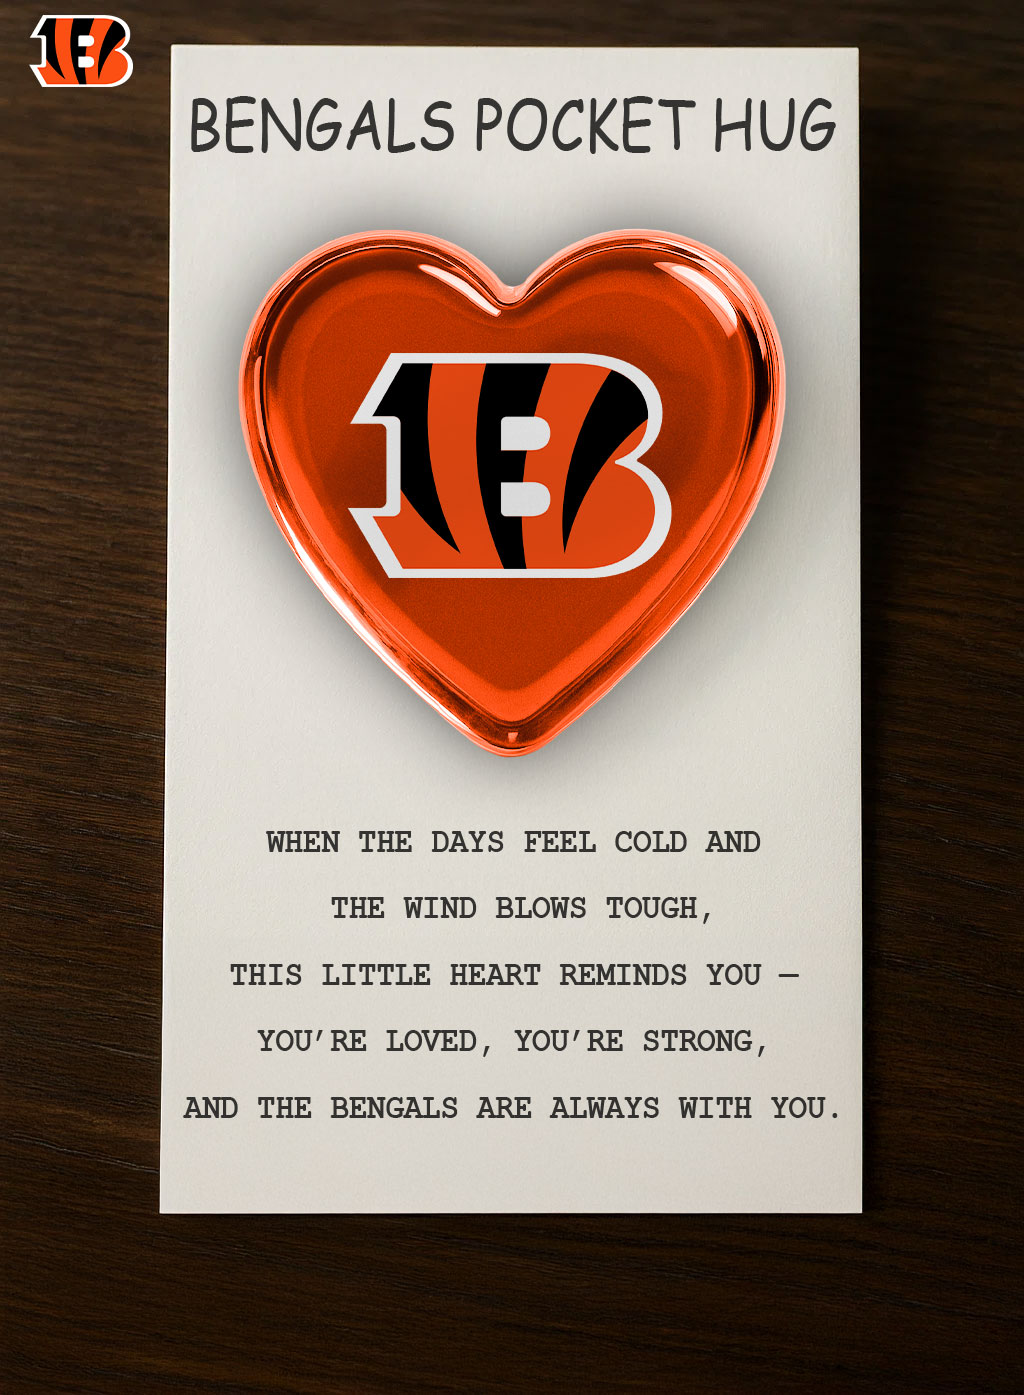 BENGALS POCKET HUG
WHEN THE DAYS FEEL COLD AND
THE WIND BLOWS TOUGH,
THIS LITTLE HEART REMINDS YOU —
YOU’RE LOVED, YOU’RE STRONG,
AND THE BENGALS ARE ALWAYS WITH YOU.